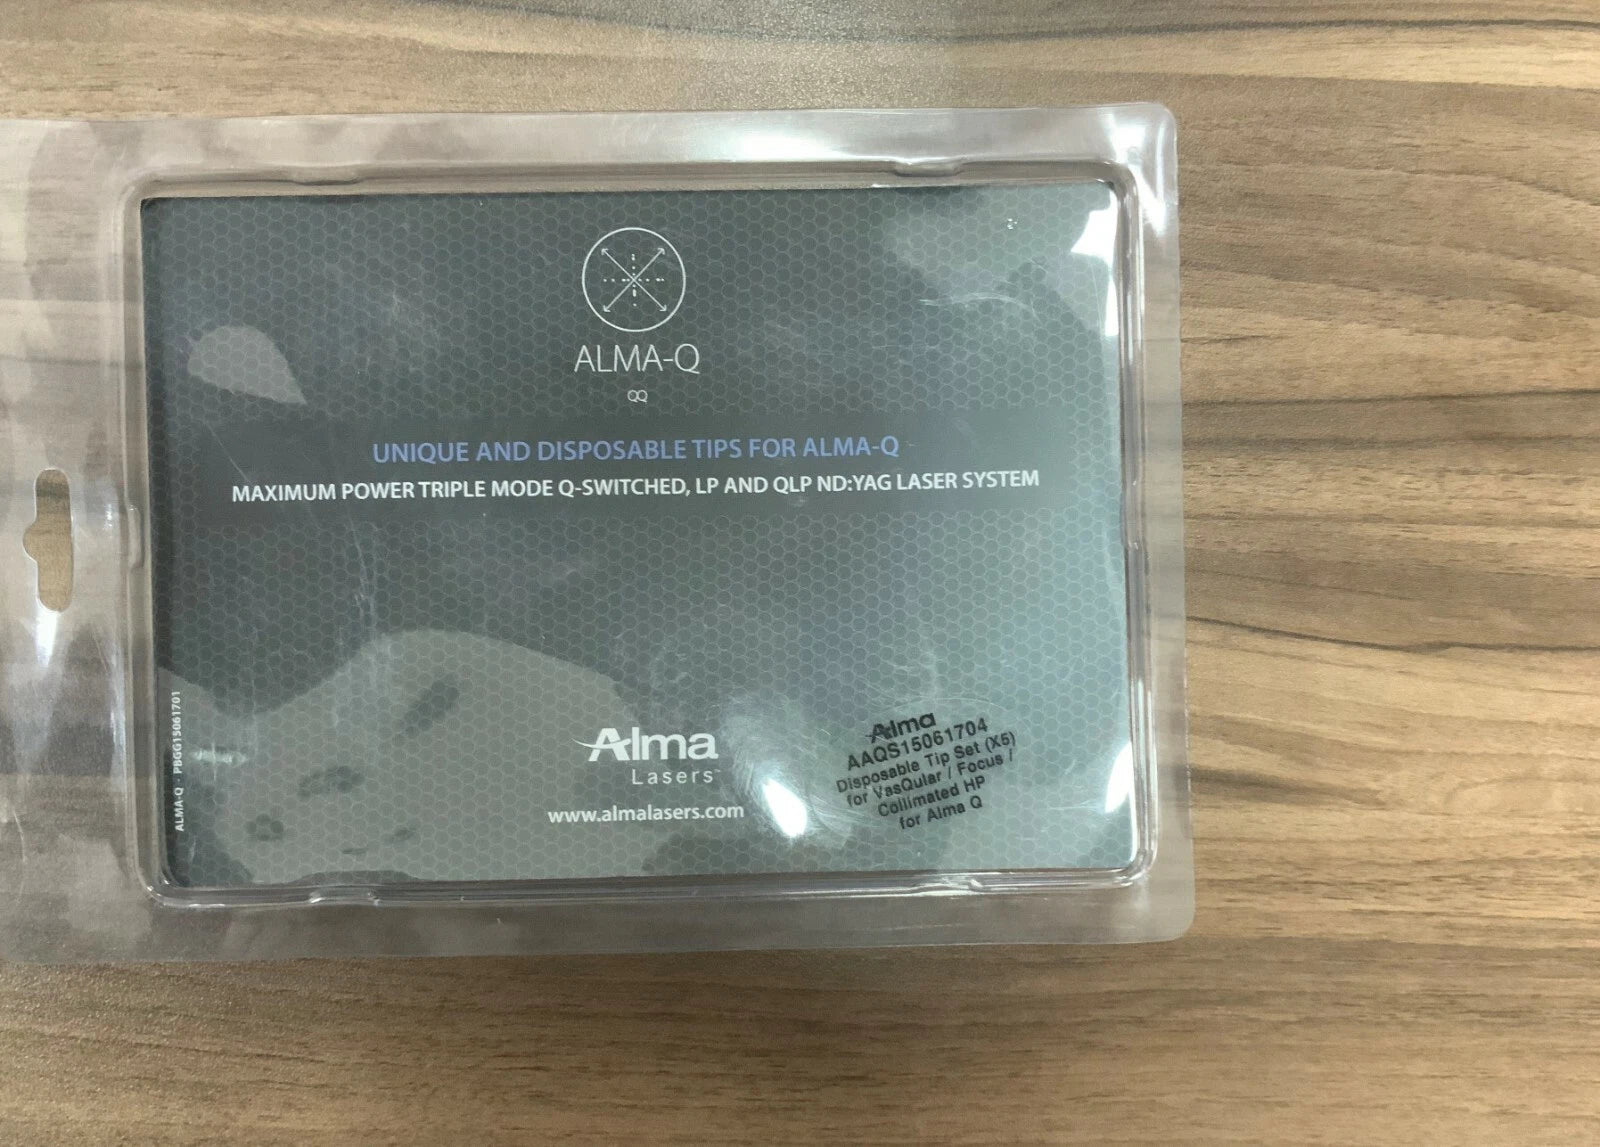 ALMA-Q
QQ
UNIQUE AND DISPOSABLE TIPS FOR ALMA-Q
MAXIMUM POWER TRIPLE MODE Q-SWITCHED, LP AND QLP ND:YAG LASER SYSTEM
ALMA-Q - PBGG15061701
Alma
Lasers™
www.almalasers.com
Alma
AAQS15061704
Disposable Tip Set (X5)
for VasQular / Focus /
Collimated HP
for Alma Q